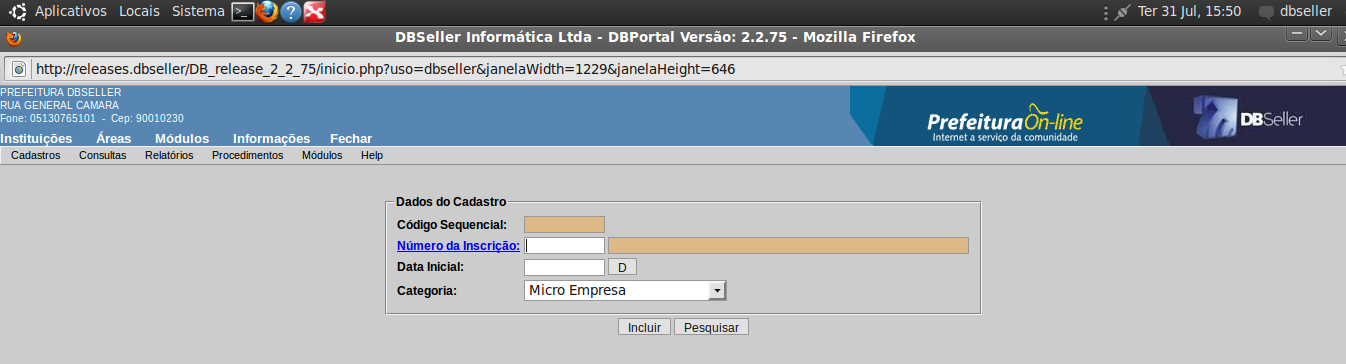 Aplicativos Locais Sistema Ter 31 Jul, 15:50 dbseller
DBSeller Informática Ltda - DBPortal Versão: 2.2.75 - Mozilla Firefox
http://releases.dbseller/DB_release_2_2_75/inicio.php?uso=dbseller&janelaWidth=1229&janelaHeight=646
PREFEITURA DBSELLER
RUA GENERAL CAMARA
Fone: 05130765101 - Cep: 90010230
Prefeitura On-line
Internet a serviço da comunidade
DBSeller
Instituições Áreas Módulos Informações Fechar
Cadastros Consultas Relatórios Procedimentos Módulos Help
Dados do Cadastro
Código Sequencial:
Número da Inscrição:
Data Inicial: D
Categoria: Micro Empresa
Incluir Pesquisar